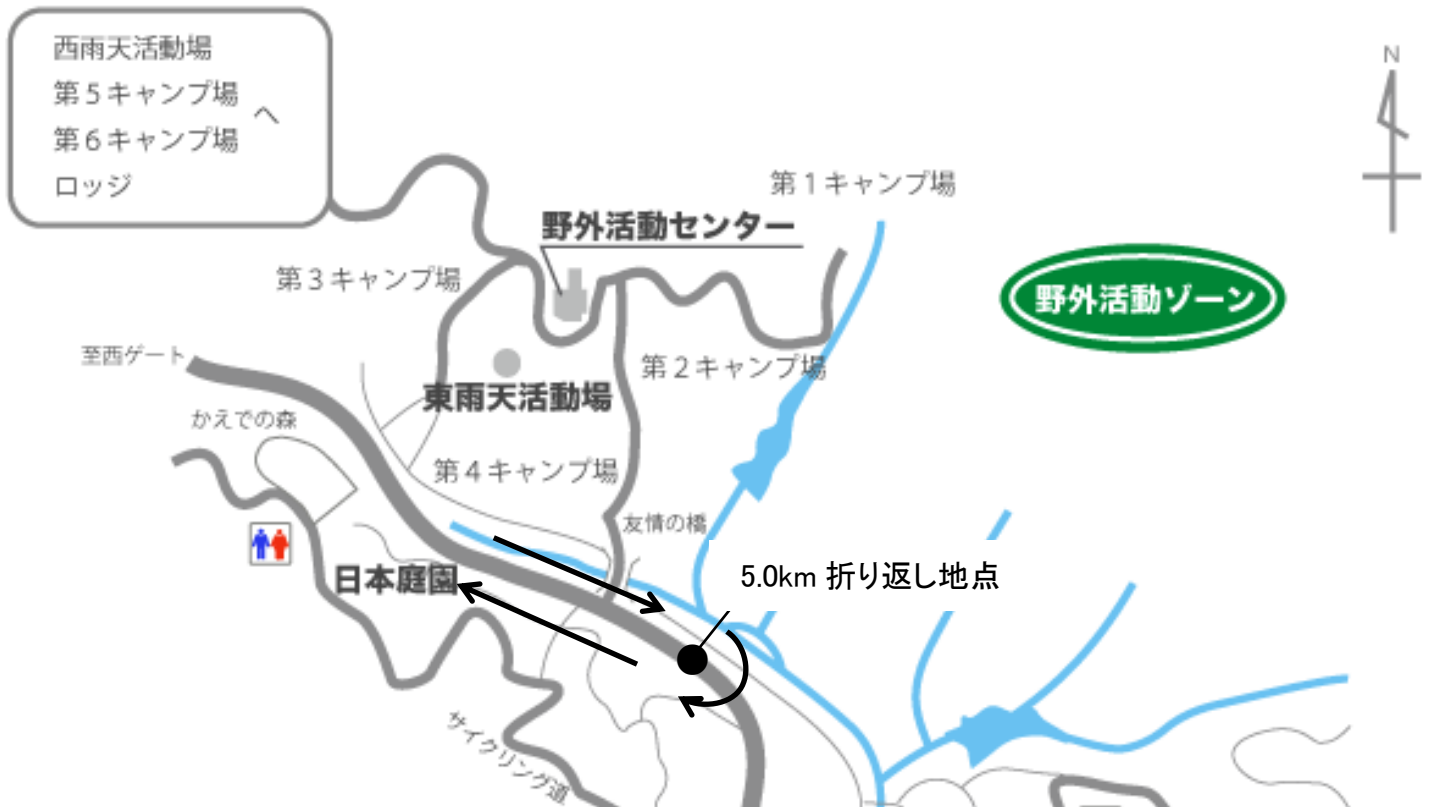 西雨天活動場
第5キャンプ場
第6キャンプ場
へ
ロッジ
N
第1キャンプ場
野外活動センター
第3キャンプ場
野外活動ゾーン
至西ゲート
第2キャンプ場
東雨天活動場
かえでの森
第4キャンプ場
友情の橋
日本庭園
5.0km 折り返し地点
サイクリング道